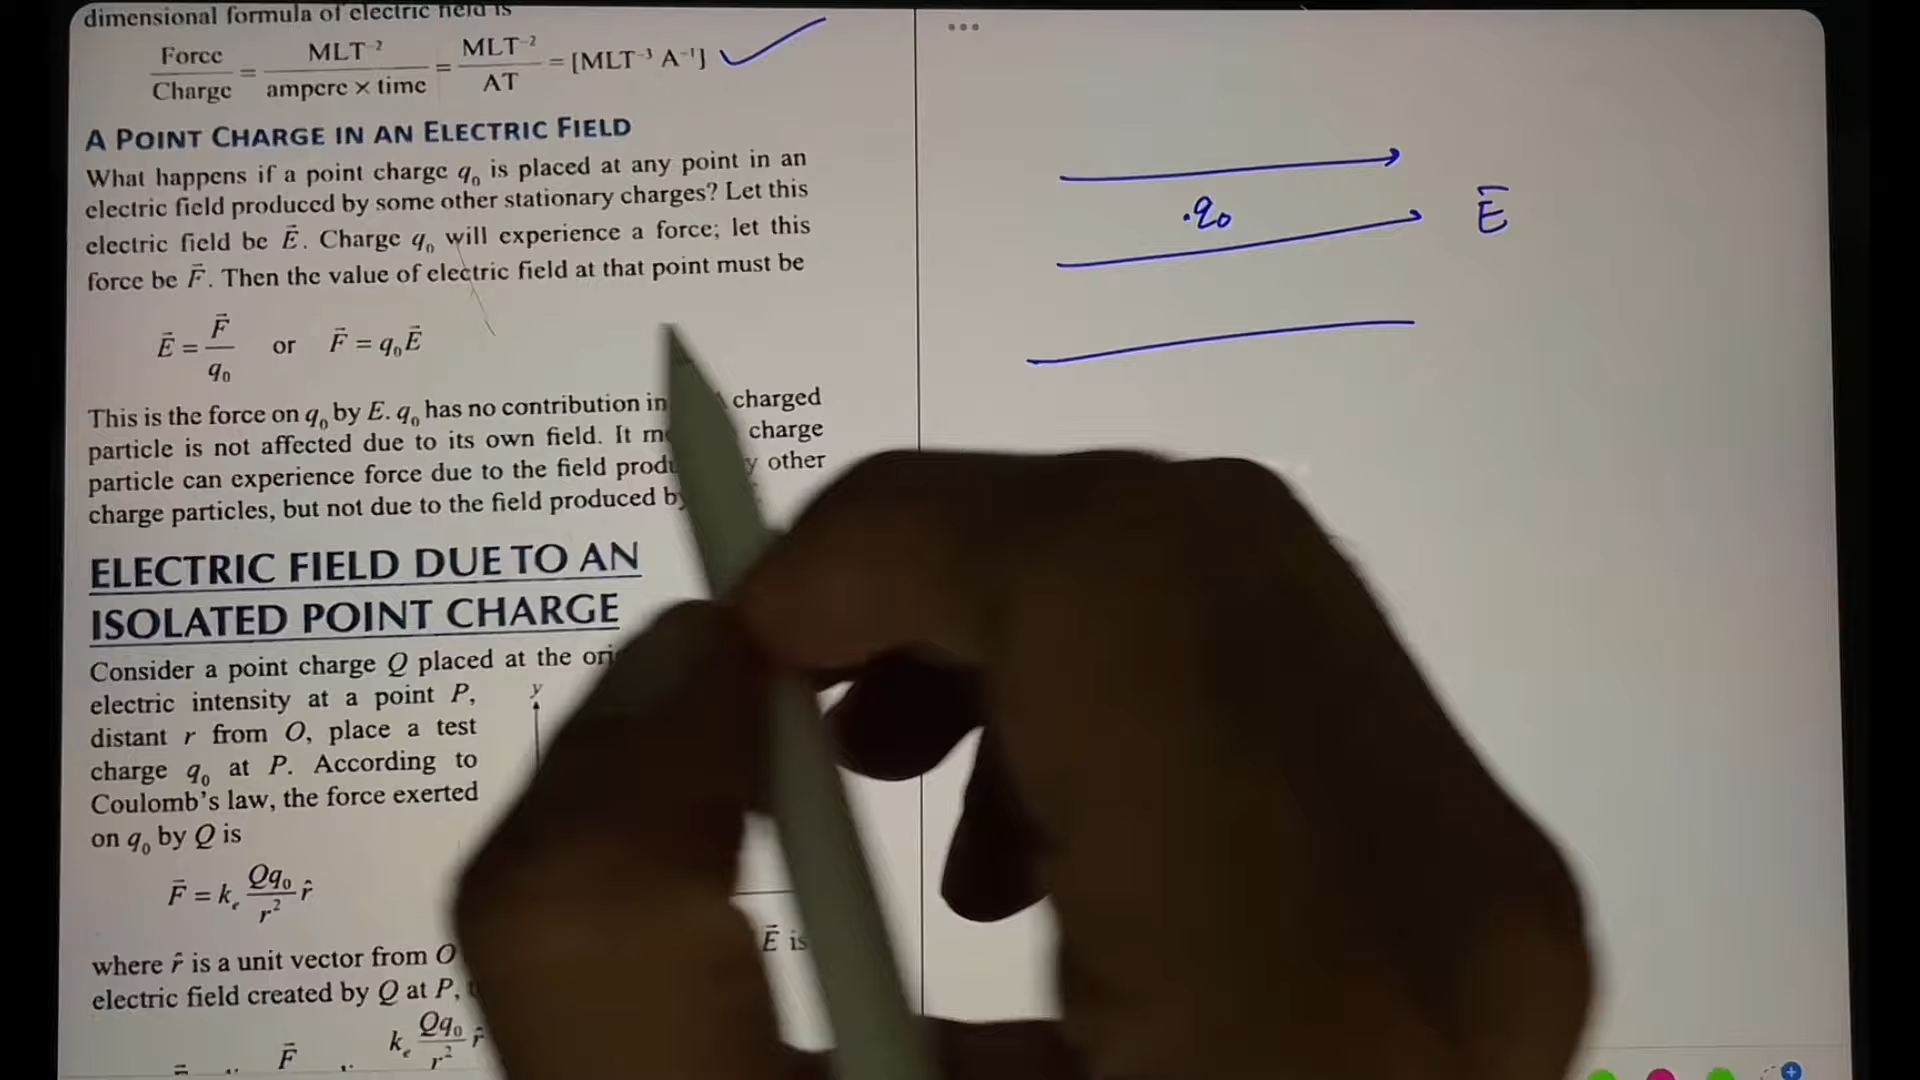 dimensional formula of electric field is
Force/Charge = MLT⁻²/ampere × time = MLT⁻²/AT = [MLT⁻³ A⁻¹]
A POINT CHARGE IN AN ELECTRIC FIELD
What happens if a point charge q₀ is placed at any point in an
electric field produced by some other stationary charges? Let this
electric field be E⃗. Charge q₀ will experience a force; let this
force be F⃗. Then the value of electric field at that point must be
E⃗ = F⃗/q₀ or F⃗ = q₀E⃗
This is the force on q₀ by E. q₀ has no contribution in charged
particle is not affected due to its own field. It charge
particle can experience force due to the field other
charge particles, but not due to the field produced
ELECTRIC FIELD DUE TO AN
ISOLATED POINT CHARGE
Consider a point charge Q placed at the
electric intensity at a point P,
distant r from O, place a test
charge q₀ at P. According to
Coulomb's law, the force exerted
on q₀ by Q is
y
F⃗ = kₑ Qq₀/r² r̂
where r̂ is a unit vector from O E⃗ is
electric field created by Q at P,
F⃗ kₑ Qq₀/r² r̂
.q₀
E⃗